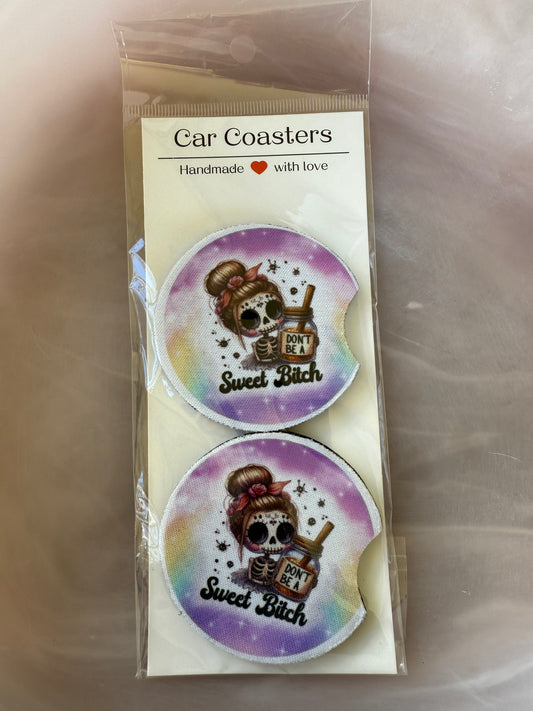 Car Coasters
Handmade ❤ with love
DON'T
BE A
Sweet Bitch
DON'T
BE A
Sweet Bitch